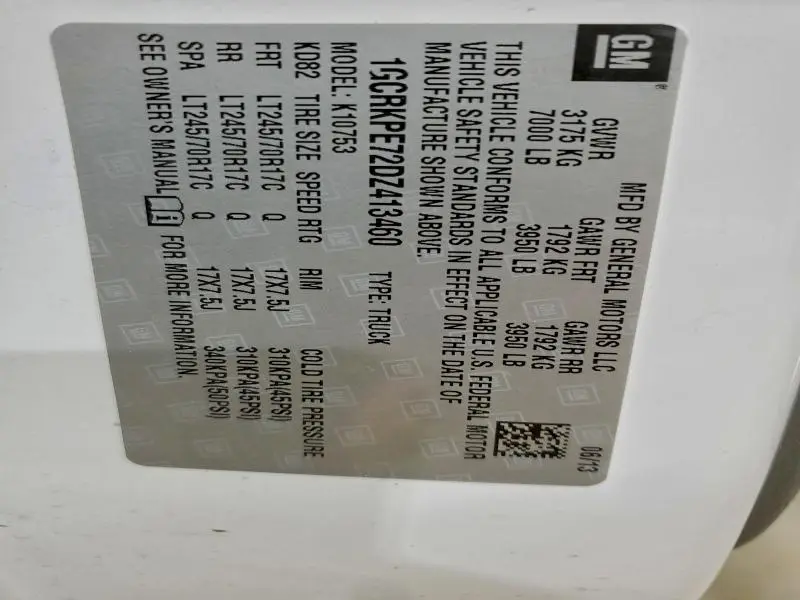 GM
MFD BY GENERAL MOTORS LLC 06/13
GVWR GAWR FRT GAWR RR
3175 KG 1792 KG 1792 KG
7000 LB 3950 LB 3950 LB
THIS VEHICLE CONFORMS TO ALL APPLICABLE U.S. FEDERAL MOTOR
VEHICLE SAFETY STANDARDS IN EFFECT ON THE DATE OF
MANUFACTURE SHOWN ABOVE.
1GCRKPE72DZ413460 TYPE: TRUCK
MODEL: K10753
KD82 TIRE SIZE SPEED RTG RIM COLD TIRE PRESSURE
FRT LT245/70R17C Q 17X7.5J 310KPA(45PSI)
RR LT245/70R17C Q 17X7.5J 310KPA(45PSI)
SPA LT245/70R17C Q 17X7.5J 340KPA(50PSI)
SEE OWNER'S MANUAL FOR MORE INFORMATION.